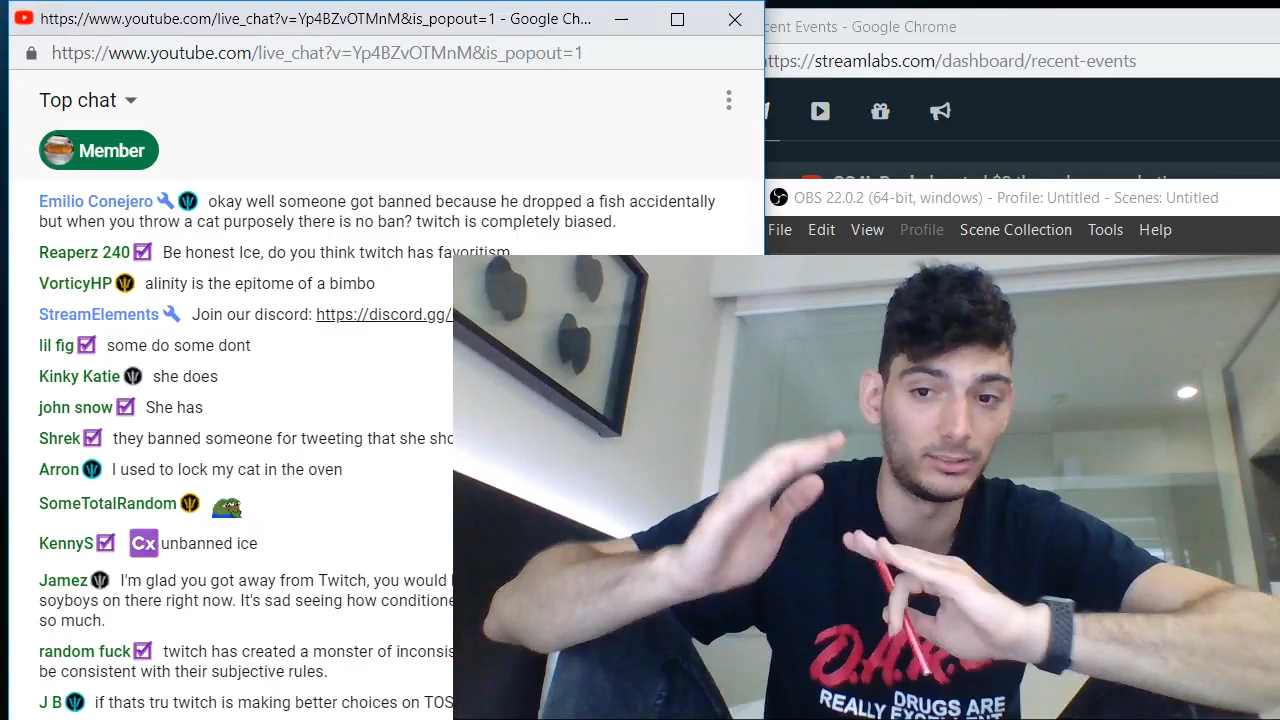 https://www.youtube.com/live_chat?v=Yp4BZvOTMnM&is_popout=1 - Google Ch...
cent Events - Google Chrome
https://www.youtube.com/live_chat?v=Yp4BZvOTMnM&is_popout=1
ttps://streamlabs.com/dashboard/recent-events
Top chat
Member
OBS 22.0.2 (64-bit, windows) - Profile: Untitled - Scenes: Untitled
File Edit View Profile Scene Collection Tools Help
Emilio Conejero okay well someone got banned because he dropped a fish accidentally
but when you throw a cat purposely there is no ban? twitch is completely biased.
Reaperz 240 Be honest Ice, do you think twitch has favoritism
VorticyHP alinity is the epitome of a bimbo
StreamElements Join our discord: https://discord.gg/
lil fig some do some dont
Kinky Katie she does
john snow She has
Shrek they banned someone for tweeting that she sho
Arron I used to lock my cat in the oven
SomeTotalRandom
KennyS Cx unbanned ice
Jamez I'm glad you got away from Twitch, you would
soyboys on there right now. It's sad seeing how conditione
so much.
random fuck twitch has created a monster of inconsis
be consistent with their subjective rules.
J B if thats tru twitch is making better choices on TOS
D.A.R.E
DRUGS ARE
REALLY EXCELLENT